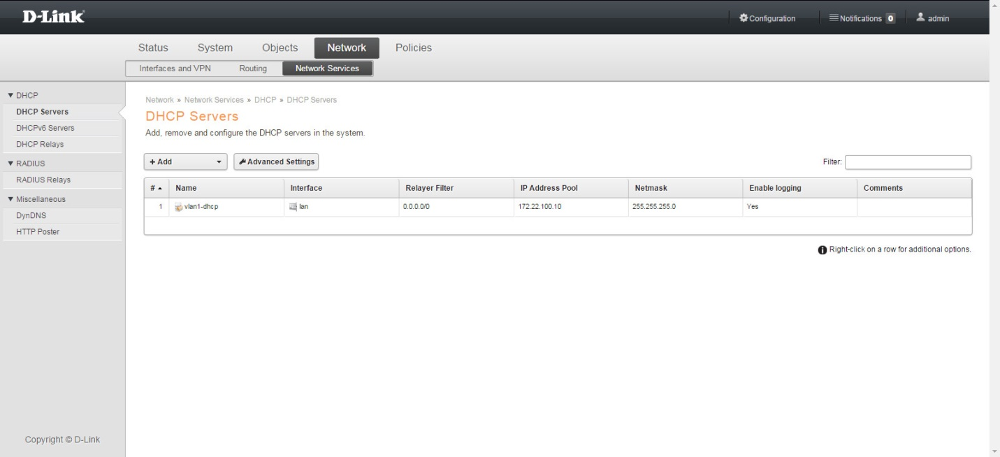 D-Link
Configuration
Notifications 0
admin
Status System Objects Network Policies
Interfaces and VPN Routing Network Services
DHCP
DHCP Servers
DHCPv6 Servers
DHCP Relays
RADIUS
RADIUS Relays
Miscellaneous
DynDNS
HTTP Poster
Copyright © D-Link
Network » Network Services » DHCP » DHCP Servers
DHCP Servers
Add, remove and configure the DHCP servers in the system.
+ Add Advanced Settings Filter:
# Name Interface Relayer Filter IP Address Pool Netmask Enable logging Comments
1 vlan1-dhcp lan 0.0.0.0/0 172.22.100.10 255.255.255.0 Yes
Right-click on a row for additional options.